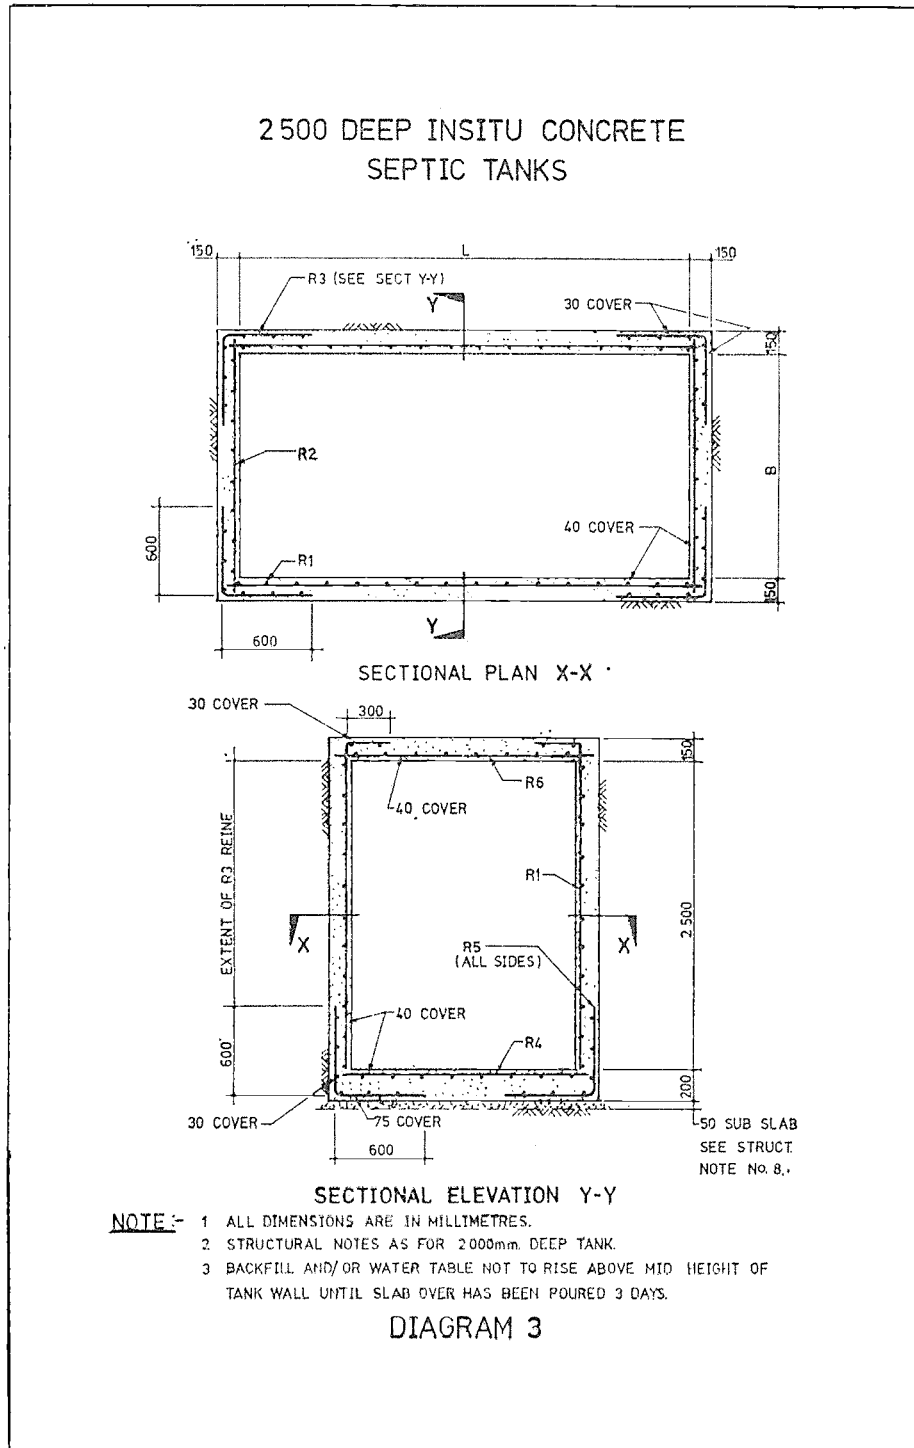 2500 DEEP INSITU CONCRETE
SEPTIC TANKS
150
L
150
R3 (SEE SECT Y-Y)
Y
30 COVER
150
R2
B
40 COVER
600
R1
150
Y
600
SECTIONAL PLAN X-X
30 COVER
300
150
R6
40 COVER
EXTENT OF R3 REINF
R1
2500
X
X
R5
(ALL SIDES)
40 COVER
R4
600
200
30 COVER
75 COVER
50 SUB SLAB
SEE STRUCT.
NOTE No. 8.
600
SECTIONAL ELEVATION Y-Y
NOTE:- 1 ALL DIMENSIONS ARE IN MILLIMETRES.
2 STRUCTURAL NOTES AS FOR 2000mm. DEEP TANK.
3 BACKFILL AND/OR WATER TABLE NOT TO RISE ABOVE MID HEIGHT OF
TANK WALL UNTIL SLAB OVER HAS BEEN POURED 3 DAYS.
DIAGRAM 3